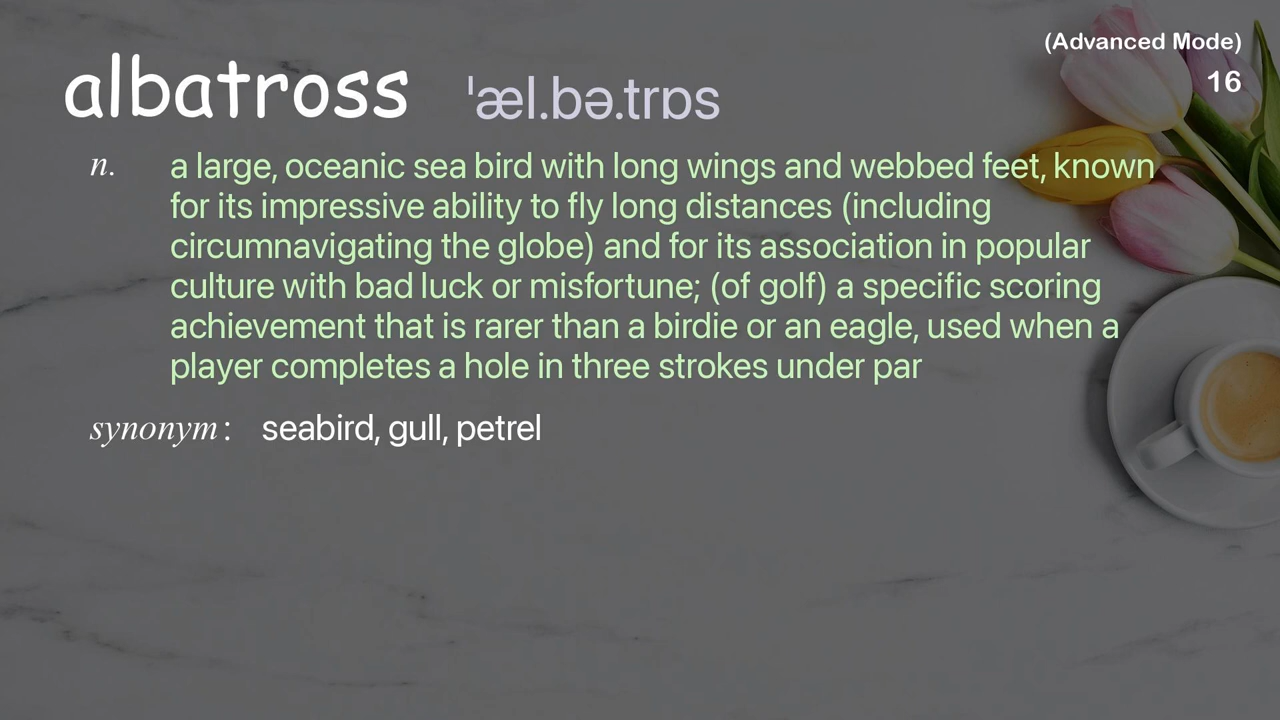 (Advanced Mode)
16
albatross ˈæl.bə.trɒs
n. a large, oceanic sea bird with long wings and webbed feet, known
for its impressive ability to fly long distances (including
circumnavigating the globe) and for its association in popular
culture with bad luck or misfortune; (of golf) a specific scoring
achievement that is rarer than a birdie or an eagle, used when a
player completes a hole in three strokes under par
synonym: seabird, gull, petrel